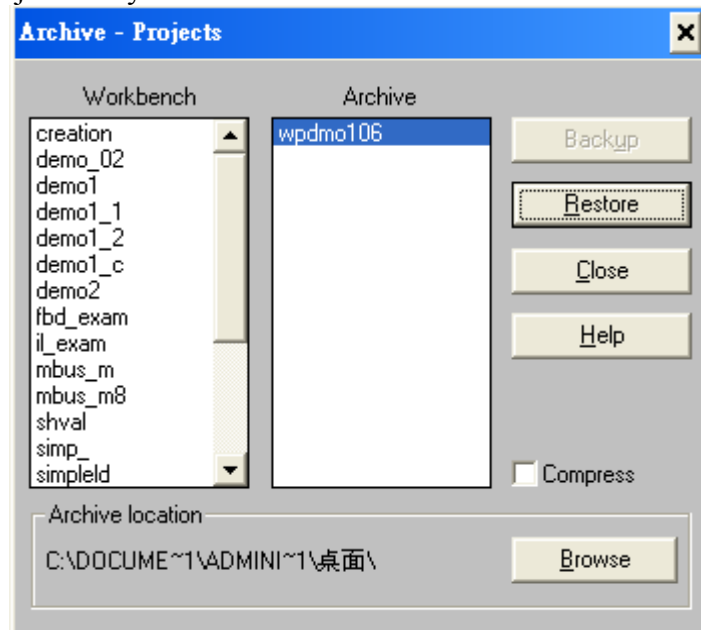 Archive - Projects
Workbench
Archive
creation
demo_02
demo1
demo1_1
demo1_2
demo1_c
demo2
fbd_exam
il_exam
mbus_m
mbus_m8
shval
simp_
simpleld
wpdmo106
Backup
Restore
Close
Help
Compress
Archive location
C:\DOCUME~1\ADMINI~1\桌面\
Browse